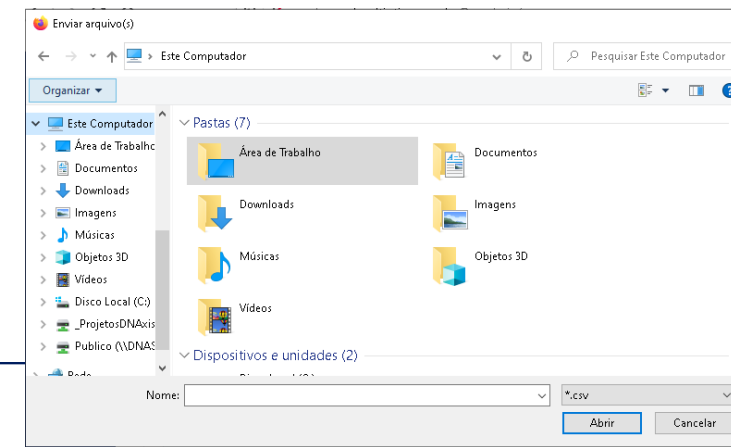 Enviar arquivo(s)
Este Computador
Pesquisar Este Computador
Organizar
Este Computador
Área de Trabalho
Documentos
Downloads
Imagens
Músicas
Objetos 3D
Vídeos
Disco Local (C:)
_ProjetosDNAxis
Publico (\\DNAS
Rede
Pastas (7)
Área de Trabalho
Documentos
Downloads
Imagens
Músicas
Objetos 3D
Vídeos
Dispositivos e unidades (2)
Nome:
*.csv
Abrir
Cancelar